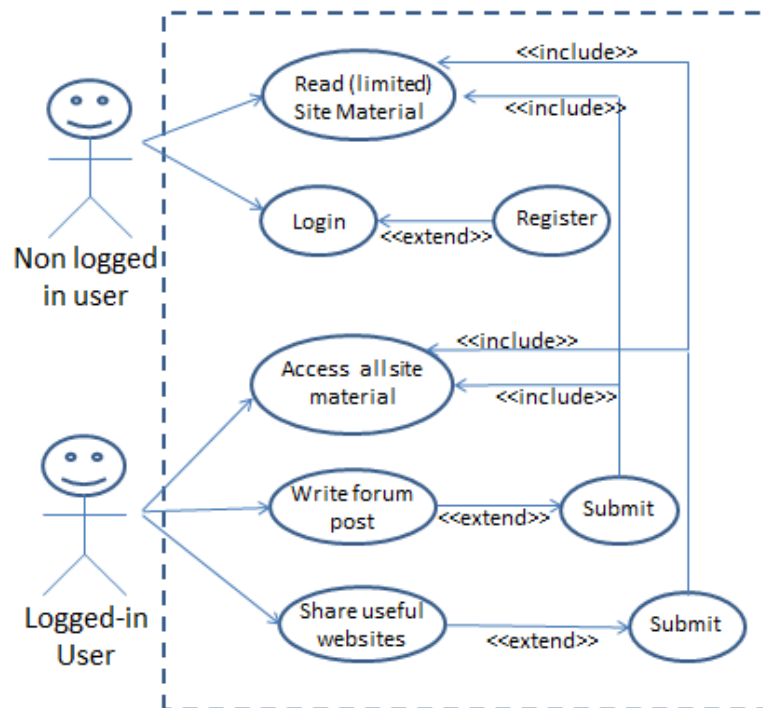 <<include>>
Read (limited)
Site Material
<<include>>
Login
Register
<<extend>>
Non logged
in user
<<include>>
Access all site
material
<<include>>
Write forum
post
<<extend>>
Submit
Logged-in
User
Share useful
websites
<<extend>>
Submit